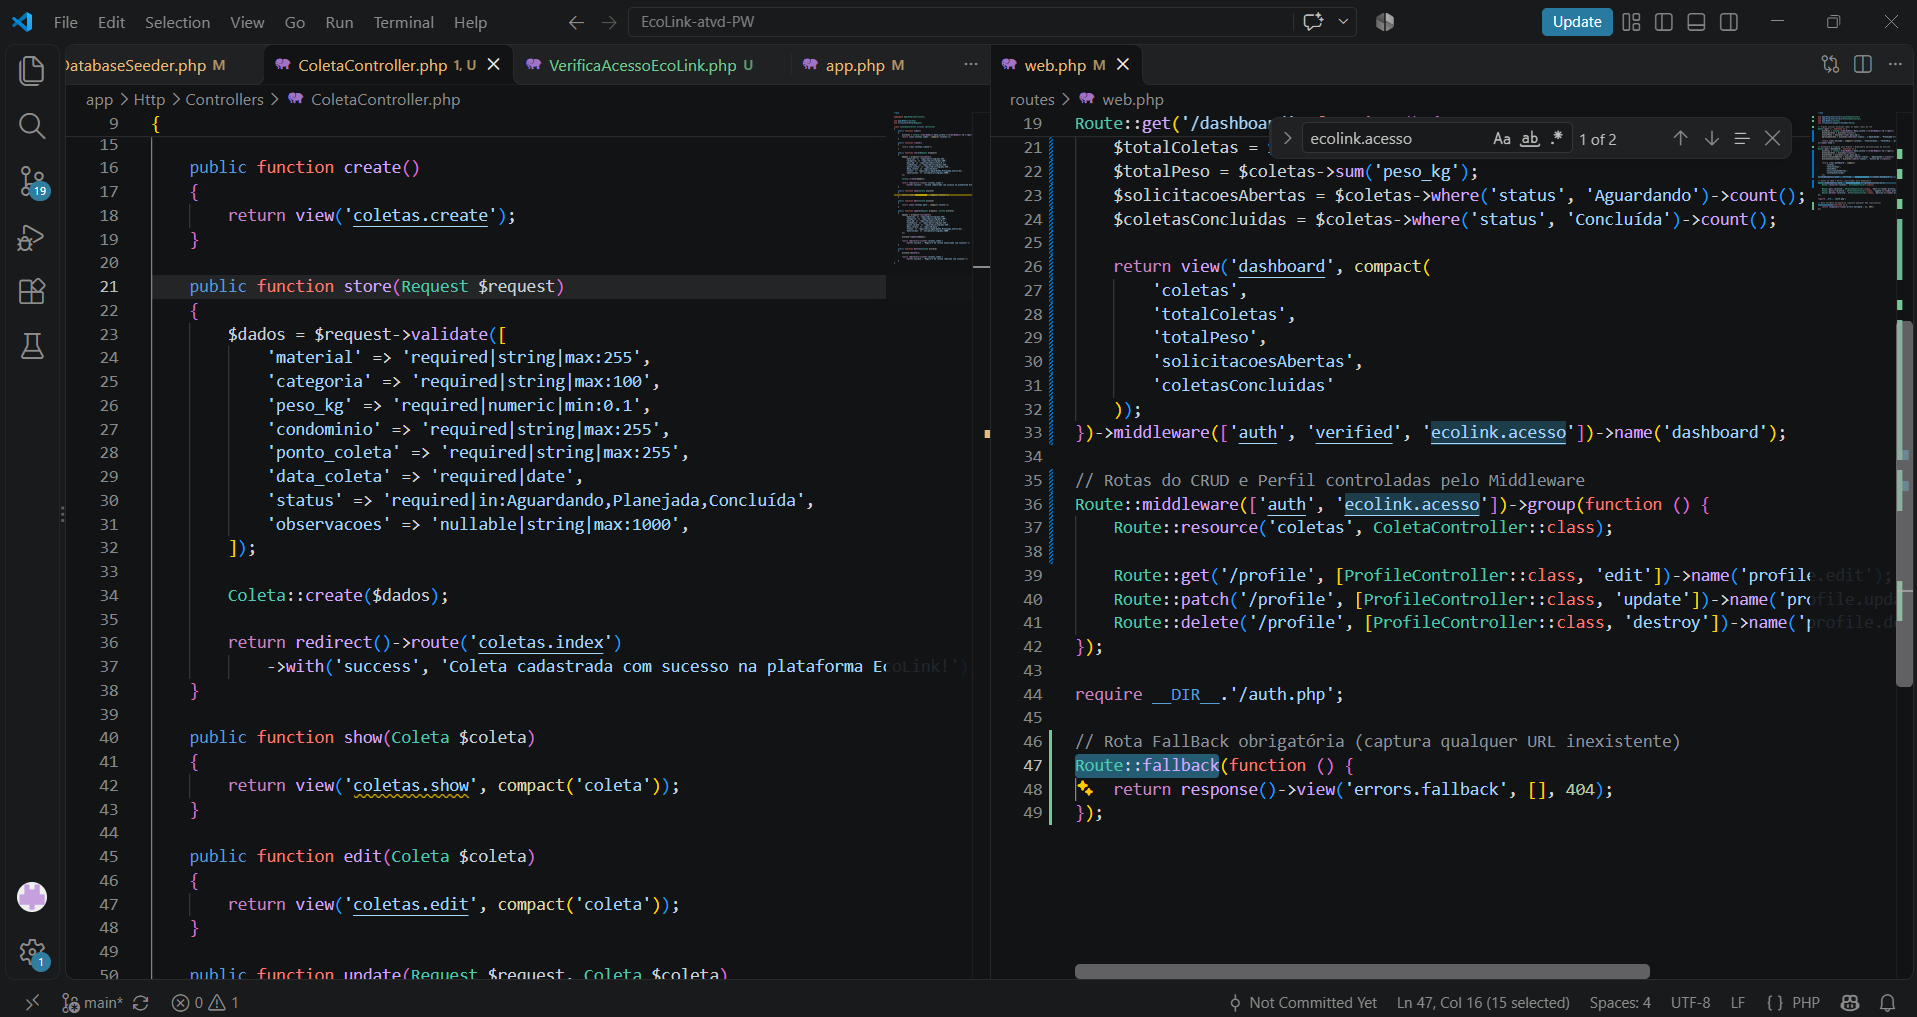 File Edit Selection View Go Run Terminal Help
EcoLink-atvd-PW
Update
DatabaseSeeder.php M
ColetaController.php 1, U
VerificaAcessoEcoLink.php U
app.php M
app > Http > Controllers > ColetaController.php
9 {
15
16 public function create()
17 {
18 return view('coletas.create');
19 }
20
21 public function store(Request $request)
22 {
23 $dados = $request->validate([
24 'material' => 'required|string|max:255',
25 'categoria' => 'required|string|max:100',
26 'peso_kg' => 'required|numeric|min:0.1',
27 'condominio' => 'required|string|max:255',
28 'ponto_coleta' => 'required|string|max:255',
29 'data_coleta' => 'required|date',
30 'status' => 'required|in:Aguardando,Planejada,Concluída',
31 'observacoes' => 'nullable|string|max:1000',
32 ]);
33
34 Coleta::create($dados);
35
36 return redirect()->route('coletas.index')
37 ->with('success', 'Coleta cadastrada com sucesso na plataforma EcoLink!')
38 }
39
40 public function show(Coleta $coleta)
41 {
42 return view('coletas.show', compact('coleta'));
43 }
44
45 public function edit(Coleta $coleta)
46 {
47 return view('coletas.edit', compact('coleta'));
48 }
49
50 public function update(Request $request, Coleta $coleta)
web.php M
routes > web.php
ecolink.acesso Aa ab .* 1 of 2
19 Route::get('/dashboard
21 $totalColetas =
22 $totalPeso = $coletas->sum('peso_kg');
23 $solicitacoesAbertas = $coletas->where('status', 'Aguardando')->count();
24 $coletasConcluidas = $coletas->where('status', 'Concluída')->count();
25
26 return view('dashboard', compact(
27 'coletas',
28 'totalColetas',
29 'totalPeso',
30 'solicitacoesAbertas',
31 'coletasConcluidas'
32 ));
33 })->middleware(['auth', 'verified', 'ecolink.acesso'])->name('dashboard');
34
35 // Rotas do CRUD e Perfil controladas pelo Middleware
36 Route::middleware(['auth', 'ecolink.acesso'])->group(function () {
37 Route::resource('coletas', ColetaController::class);
38
39 Route::get('/profile', [ProfileController::class, 'edit'])->name('profile.edit');
40 Route::patch('/profile', [ProfileController::class, 'update'])->name('profile.upd
41 Route::delete('/profile', [ProfileController::class, 'destroy'])->name('profile.d
42 });
43
44 require __DIR__.'/auth.php';
45
46 // Rota FallBack obrigatória (captura qualquer URL inexistente)
47 Route::fallback(function () {
48 return response()->view('errors.fallback', [], 404);
49 });
19
1
main* 0 1 Not Committed Yet Ln 47, Col 16 (15 selected) Spaces: 4 UTF-8 LF { } PHP